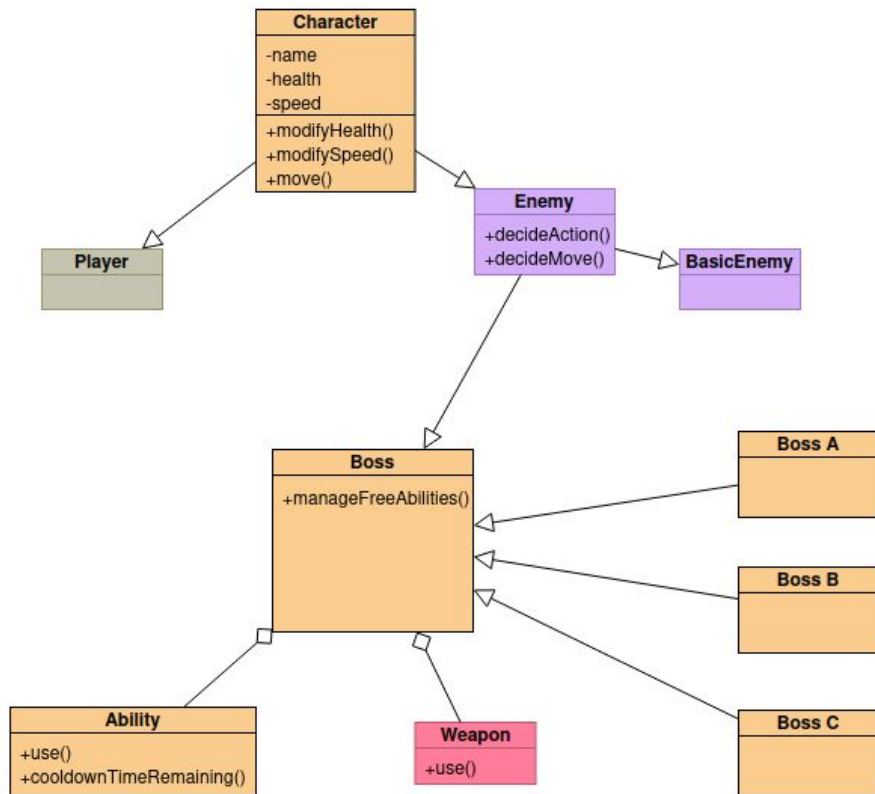 Character
-name
-health
-speed
+modifyHealth()
+modifySpeed()
+move()
Enemy
+decideAction()
+decideMove()
Player
BasicEnemy
Boss
+manageFreeAbilities()
Boss A
Boss B
Boss C
Ability
+use()
+cooldownTimeRemaining()
Weapon
+use()